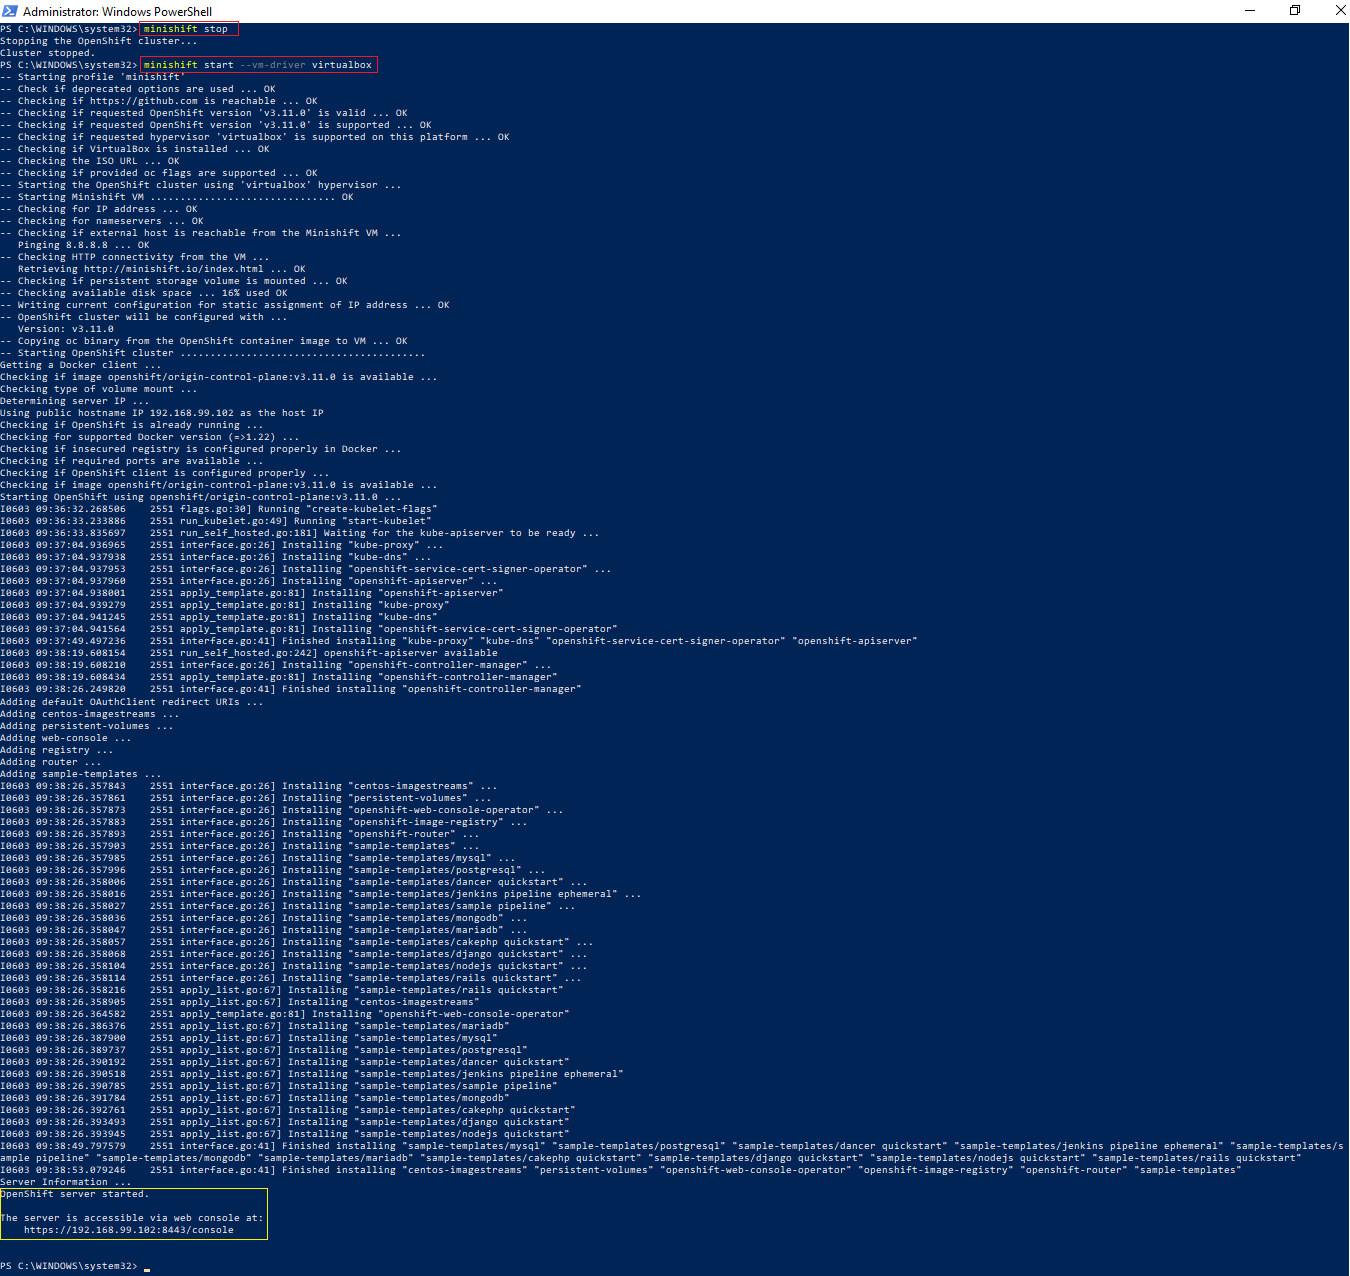 Administrator: Windows PowerShell
PS C:\WINDOWS\system32> minishift stop
Stopping the OpenShift cluster...
Cluster stopped.
PS C:\WINDOWS\system32> minishift start --vm-driver virtualbox
-- Starting profile 'minishift'
-- Check if deprecated options are used ... OK
-- Checking if https://github.com is reachable ... OK
-- Checking if requested OpenShift version 'v3.11.0' is valid ... OK
-- Checking if requested OpenShift version 'v3.11.0' is supported ... OK
-- Checking if requested hypervisor 'virtualbox' is supported on this platform ... OK
-- Checking if VirtualBox is installed ... OK
-- Checking the ISO URL ... OK
-- Checking if provided oc flags are supported ... OK
-- Starting the OpenShift cluster using 'virtualbox' hypervisor ...
-- Starting Minishift VM ............................... OK
-- Checking for IP address ... OK
-- Checking for nameservers ... OK
-- Checking if external host is reachable from the Minishift VM ...
   Pinging 8.8.8.8 ... OK
-- Checking HTTP connectivity from the VM ...
   Retrieving http://minishift.io/index.html ... OK
-- Checking if persistent storage volume is mounted ... OK
-- Checking available disk space ... 16% used OK
-- Writing current configuration for static assignment of IP address ... OK
-- OpenShift cluster will be configured with ...
   Version: v3.11.0
-- Copying oc binary from the OpenShift container image to VM ... OK
-- Starting OpenShift cluster .........................................
Getting a Docker client ...
Checking if image openshift/origin-control-plane:v3.11.0 is available ...
Checking type of volume mount ...
Determining server IP ...
Using public hostname IP 192.168.99.102 as the host IP
Checking if OpenShift is already running ...
Checking for supported Docker version (=>1.22) ...
Checking if insecured registry is configured properly in Docker ...
Checking if required ports are available ...
Checking if OpenShift client is configured properly ...
Checking if image openshift/origin-control-plane:v3.11.0 is available ...
Starting OpenShift using openshift/origin-control-plane:v3.11.0 ...
I0603 09:36:32.268506    2551 flags.go:30] Running "create-kubelet-flags"
I0603 09:36:33.233886    2551 run_kubelet.go:49] Running "start-kubelet"
I0603 09:36:33.835697    2551 run_self_hosted.go:181] Waiting for the kube-apiserver to be ready ...
I0603 09:37:04.936965    2551 interface.go:26] Installing "kube-proxy" ...
I0603 09:37:04.937938    2551 interface.go:26] Installing "kube-dns" ...
I0603 09:37:04.937953    2551 interface.go:26] Installing "openshift-service-cert-signer-operator" ...
I0603 09:37:04.937960    2551 interface.go:26] Installing "openshift-apiserver" ...
I0603 09:37:04.938001    2551 apply_template.go:81] Installing "openshift-apiserver"
I0603 09:37:04.939279    2551 apply_template.go:81] Installing "kube-proxy"
I0603 09:37:04.941245    2551 apply_template.go:81] Installing "kube-dns"
I0603 09:37:04.941564    2551 apply_template.go:81] Installing "openshift-service-cert-signer-operator"
I0603 09:37:49.497236    2551 interface.go:41] Finished installing "kube-proxy" "kube-dns" "openshift-service-cert-signer-operator" "openshift-apiserver"
I0603 09:38:19.608154    2551 run_self_hosted.go:242] openshift-apiserver available
I0603 09:38:19.608210    2551 interface.go:26] Installing "openshift-controller-manager" ...
I0603 09:38:19.608434    2551 apply_template.go:81] Installing "openshift-controller-manager"
I0603 09:38:26.249820    2551 interface.go:41] Finished installing "openshift-controller-manager"
Adding default OAuthClient redirect URIs ...
Adding centos-imagestreams ...
Adding persistent-volumes ...
Adding web-console ...
Adding registry ...
Adding router ...
Adding sample-templates ...
I0603 09:38:26.357843    2551 interface.go:26] Installing "centos-imagestreams" ...
I0603 09:38:26.357861    2551 interface.go:26] Installing "persistent-volumes" ...
I0603 09:38:26.357873    2551 interface.go:26] Installing "openshift-web-console-operator" ...
I0603 09:38:26.357883    2551 interface.go:26] Installing "openshift-image-registry" ...
I0603 09:38:26.357893    2551 interface.go:26] Installing "openshift-router" ...
I0603 09:38:26.357903    2551 interface.go:26] Installing "sample-templates" ...
I0603 09:38:26.357985    2551 interface.go:26] Installing "sample-templates/mysql" ...
I0603 09:38:26.357996    2551 interface.go:26] Installing "sample-templates/postgresql" ...
I0603 09:38:26.358006    2551 interface.go:26] Installing "sample-templates/dancer quickstart" ...
I0603 09:38:26.358016    2551 interface.go:26] Installing "sample-templates/jenkins pipeline ephemeral" ...
I0603 09:38:26.358027    2551 interface.go:26] Installing "sample-templates/sample pipeline" ...
I0603 09:38:26.358036    2551 interface.go:26] Installing "sample-templates/mongodb" ...
I0603 09:38:26.358047    2551 interface.go:26] Installing "sample-templates/mariadb" ...
I0603 09:38:26.358057    2551 interface.go:26] Installing "sample-templates/cakephp quickstart" ...
I0603 09:38:26.358068    2551 interface.go:26] Installing "sample-templates/django quickstart" ...
I0603 09:38:26.358104    2551 interface.go:26] Installing "sample-templates/nodejs quickstart" ...
I0603 09:38:26.358114    2551 interface.go:26] Installing "sample-templates/rails quickstart" ...
I0603 09:38:26.358216    2551 apply_list.go:67] Installing "sample-templates/rails quickstart"
I0603 09:38:26.358905    2551 apply_list.go:67] Installing "centos-imagestreams"
I0603 09:38:26.364582    2551 apply_template.go:81] Installing "openshift-web-console-operator"
I0603 09:38:26.386376    2551 apply_list.go:67] Installing "sample-templates/mariadb"
I0603 09:38:26.387900    2551 apply_list.go:67] Installing "sample-templates/mysql"
I0603 09:38:26.389737    2551 apply_list.go:67] Installing "sample-templates/postgresql"
I0603 09:38:26.390192    2551 apply_list.go:67] Installing "sample-templates/dancer quickstart"
I0603 09:38:26.390518    2551 apply_list.go:67] Installing "sample-templates/jenkins pipeline ephemeral"
I0603 09:38:26.390785    2551 apply_list.go:67] Installing "sample-templates/sample pipeline"
I0603 09:38:26.391784    2551 apply_list.go:67] Installing "sample-templates/mongodb"
I0603 09:38:26.392761    2551 apply_list.go:67] Installing "sample-templates/cakephp quickstart"
I0603 09:38:26.393493    2551 apply_list.go:67] Installing "sample-templates/django quickstart"
I0603 09:38:26.393945    2551 apply_list.go:67] Installing "sample-templates/nodejs quickstart"
I0603 09:38:49.797579    2551 interface.go:41] Finished installing "sample-templates/mysql" "sample-templates/postgresql" "sample-templates/dancer quickstart" "sample-templates/jenkins pipeline ephemeral" "sample-templates/s
ample pipeline" "sample-templates/mongodb" "sample-templates/mariadb" "sample-templates/cakephp quickstart" "sample-templates/django quickstart" "sample-templates/nodejs quickstart" "sample-templates/rails quickstart"
I0603 09:38:53.079246    2551 interface.go:41] Finished installing "centos-imagestreams" "persistent-volumes" "openshift-web-console-operator" "openshift-image-registry" "openshift-router" "sample-templates"
Server Information ...
OpenShift server started.
The server is accessible via web console at:
    https://192.168.99.102:8443/console
PS C:\WINDOWS\system32>